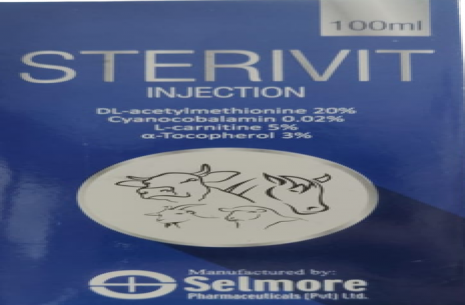 100ml
STERIVIT
INJECTION
DL-acetylmethionine 20%
Cyanocobalamin 0.02%
L-carnitine 5%
α-Tocopherol 3%
Manufactured by:
Selmore
Pharmaceuticals (Pvt) Ltd.